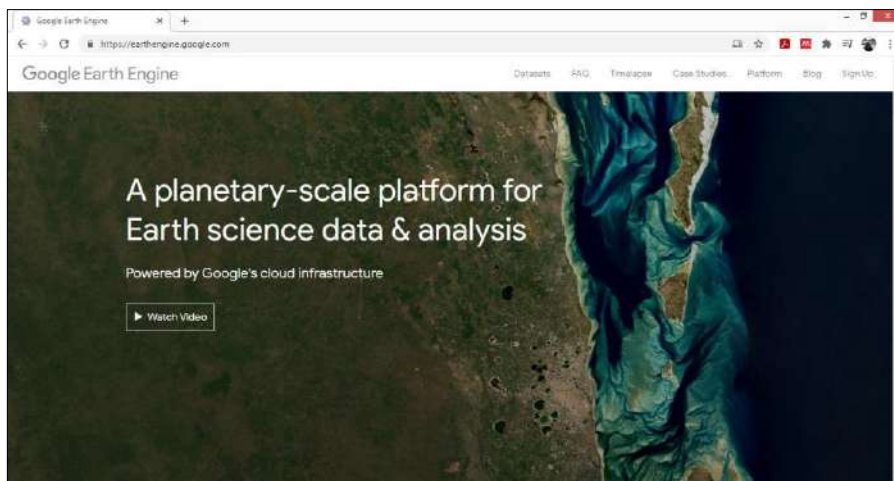 Google Earth Engine
https://earthengine.google.com
Google Earth Engine
Datasets FAQ Timelapse Case Studies Platform Blog Sign Up
A planetary-scale platform for
Earth science data & analysis
Powered by Google's cloud infrastructure
Watch Video